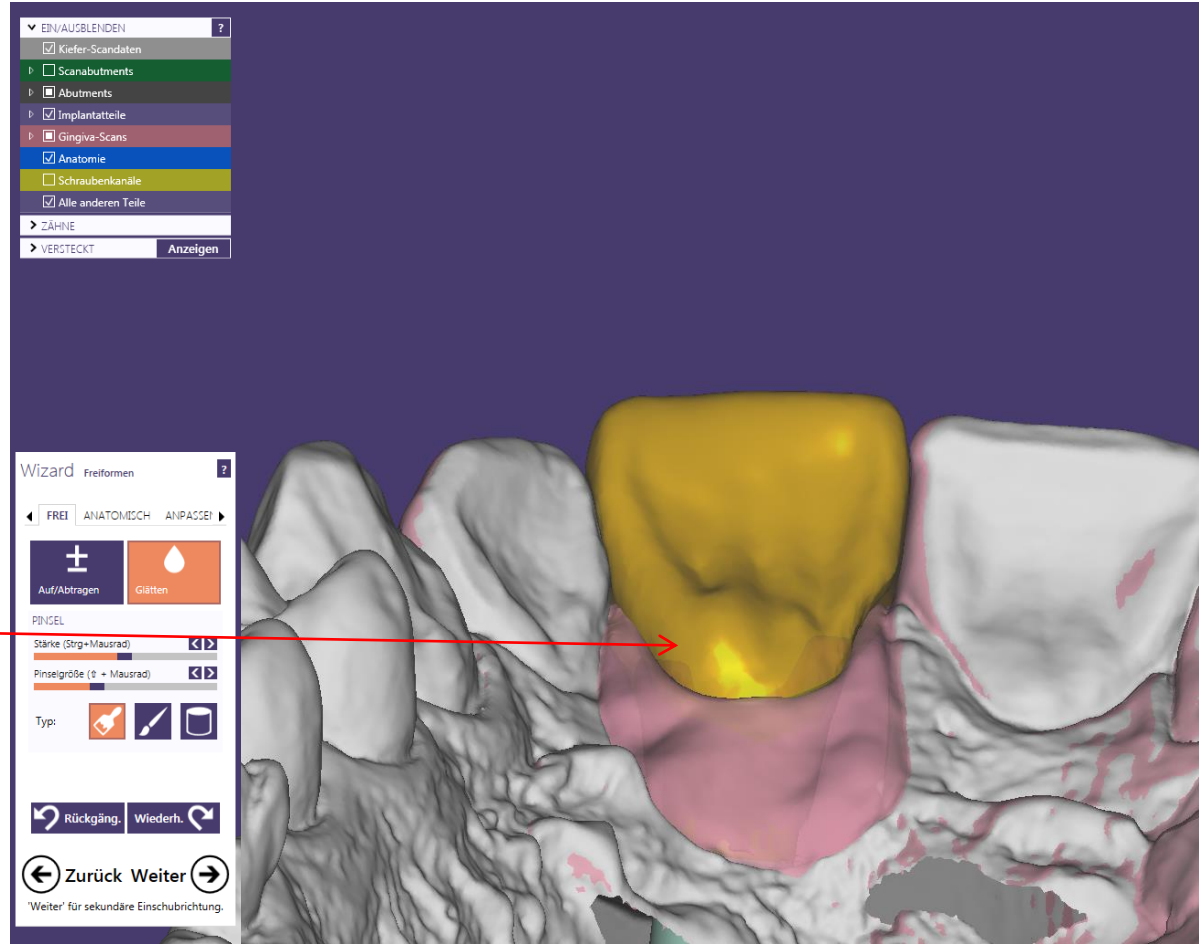 EIN/AUSBLENDEN ?
Kiefer-Scandaten
Scanabutments
Abutments
Implantatteile
Gingiva-Scans
Anatomie
Schraubenkanäle
Alle anderen Teile
ZÄHNE
VERSTECKT Anzeigen
Wizard Freiformen ?
FREI ANATOMISCH ANPASSEN
Auf/Abtragen Glätten
PINSEL
Stärke (Strg+Mausrad)
Pinselgröße (⇧ + Mausrad)
Typ:
Rückgäng. Wiederh.
Zurück Weiter
'Weiter' für sekundäre Einschubrichtung.